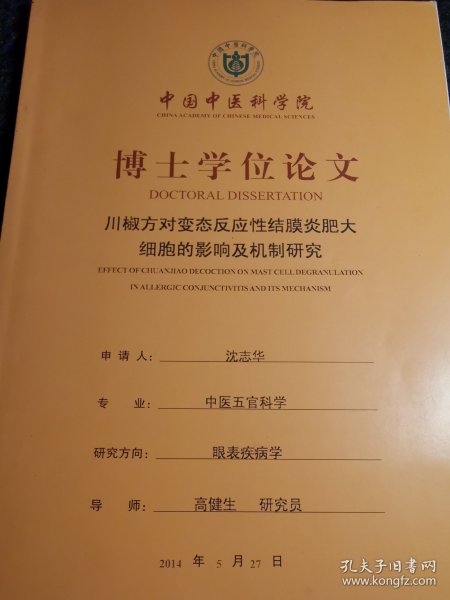 中国中医科学院
CHINA ACADEMY OF CHINESE MEDICAL SCIENCES
博士学位论文
DOCTORAL DISSERTATION
川椒方对变态反应性结膜炎肥大
细胞的影响及机制研究
EFFECT OF CHUANJIAO DECOCTION ON MAST CELL DEGRANULATION
IN ALLERGIC CONJUNCTIVITIS AND ITS MECHANISM
申请人: 沈志华
专 业: 中医五官科学
研究方向: 眼表疾病学
导 师: 高健生 研究员
2014 年 5 月 27 日
孔夫子旧书网
www.kongfz.com